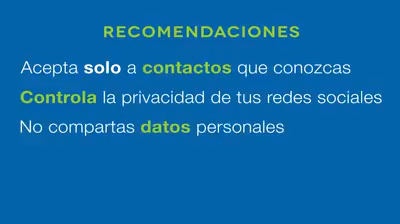 RECOMENDACIONES
Acepta solo a contactos que conozcas
Controla la privacidad de tus redes sociales
No compartas datos personales